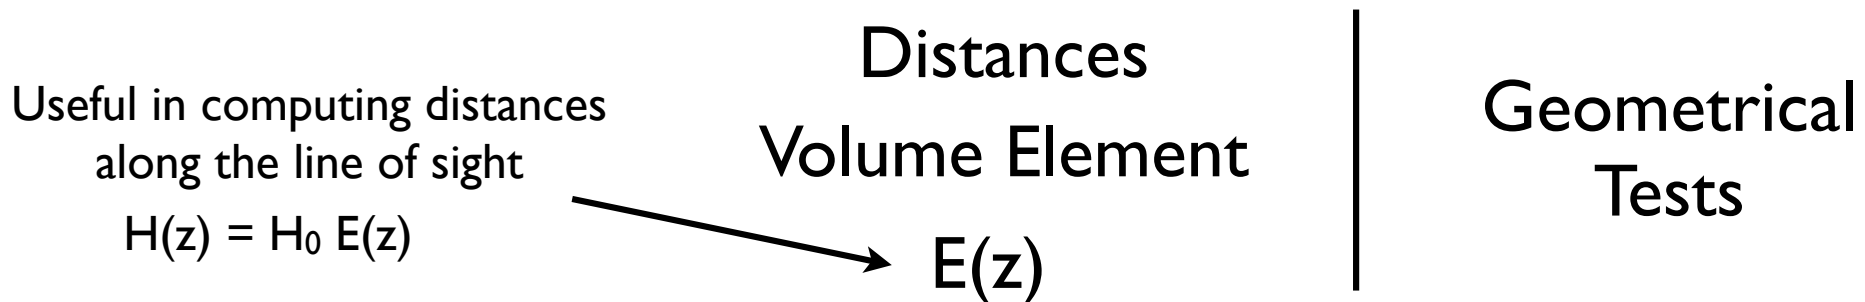 Useful in computing distances
along the line of sight
H(z) = H₀ E(z)
Distances
Volume Element
E(z)
Geometrical
Tests